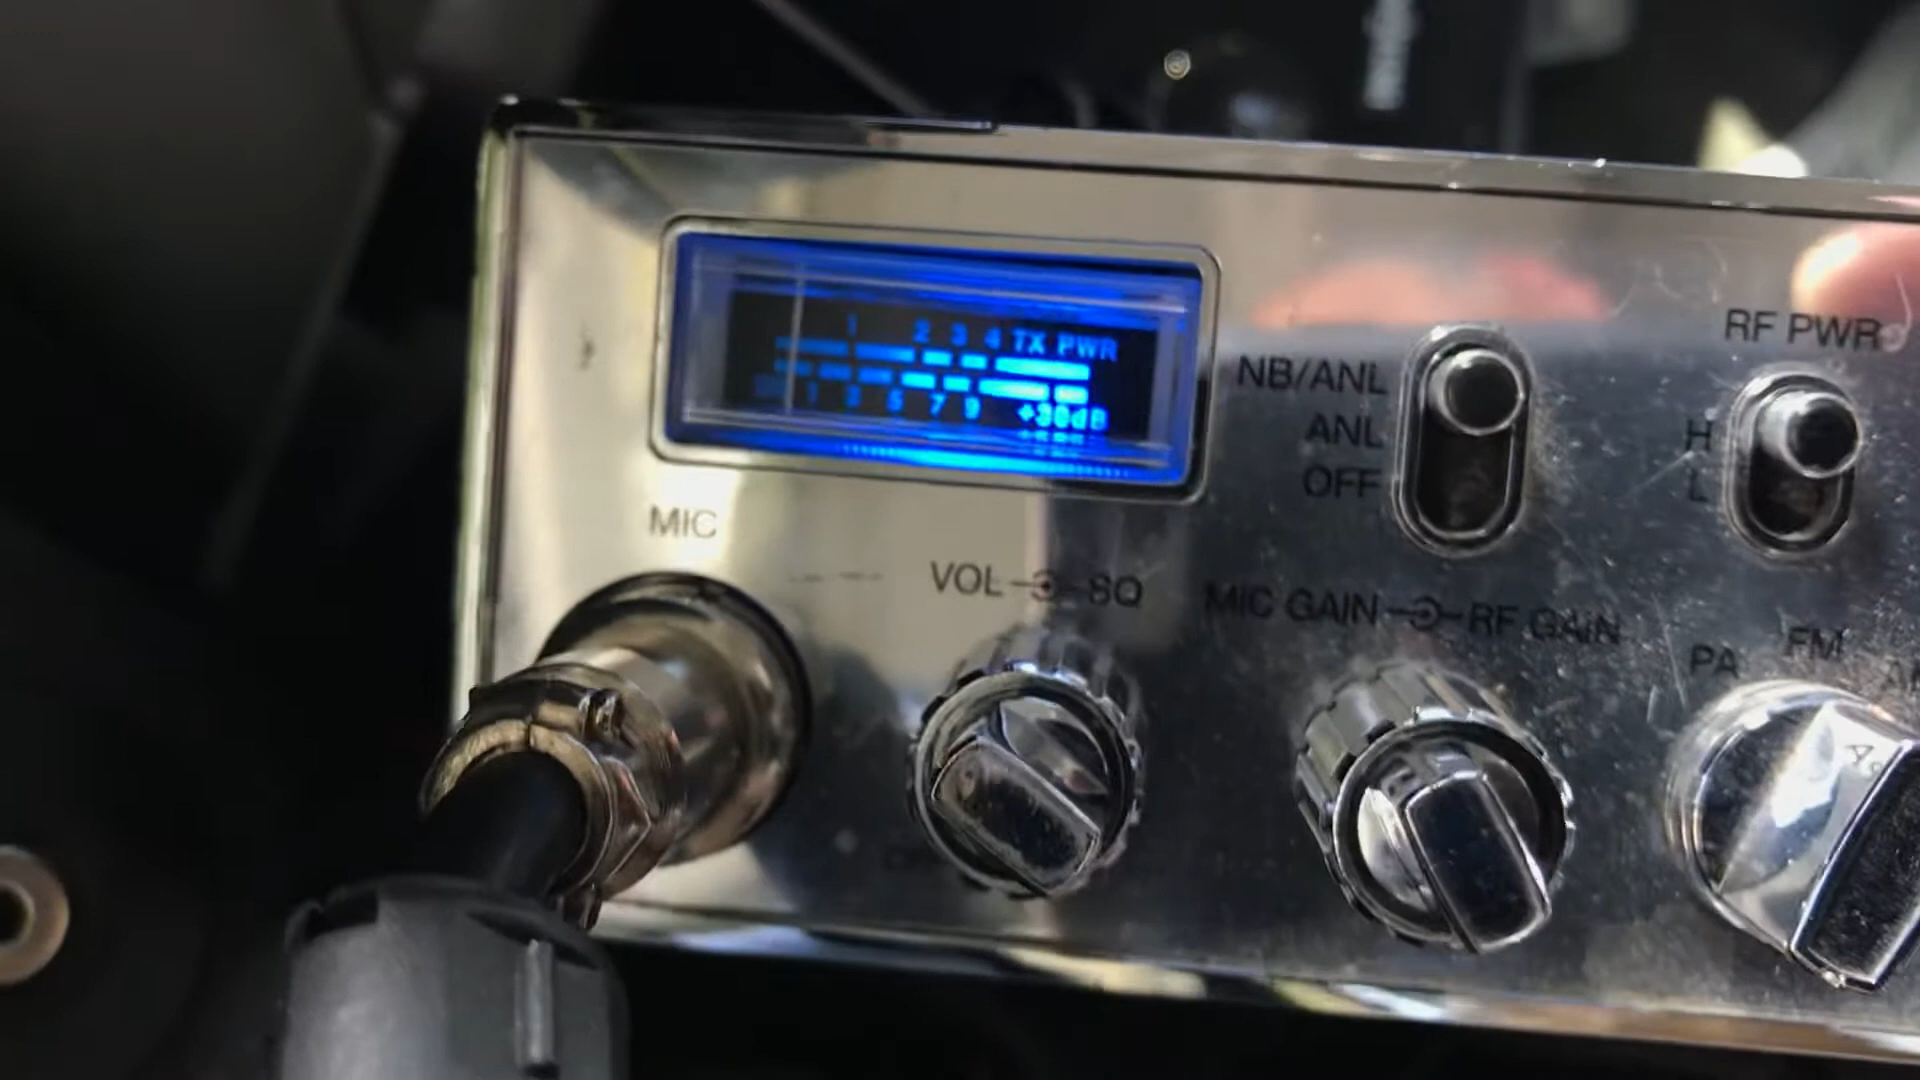 1 2 3 4 TX PWR
1 3 5 7 9 +30dB
NB/ANL
ANL
OFF
RF PWR
H
L
MIC
VOL SQ
MIC GAIN RF GAIN
PA FM